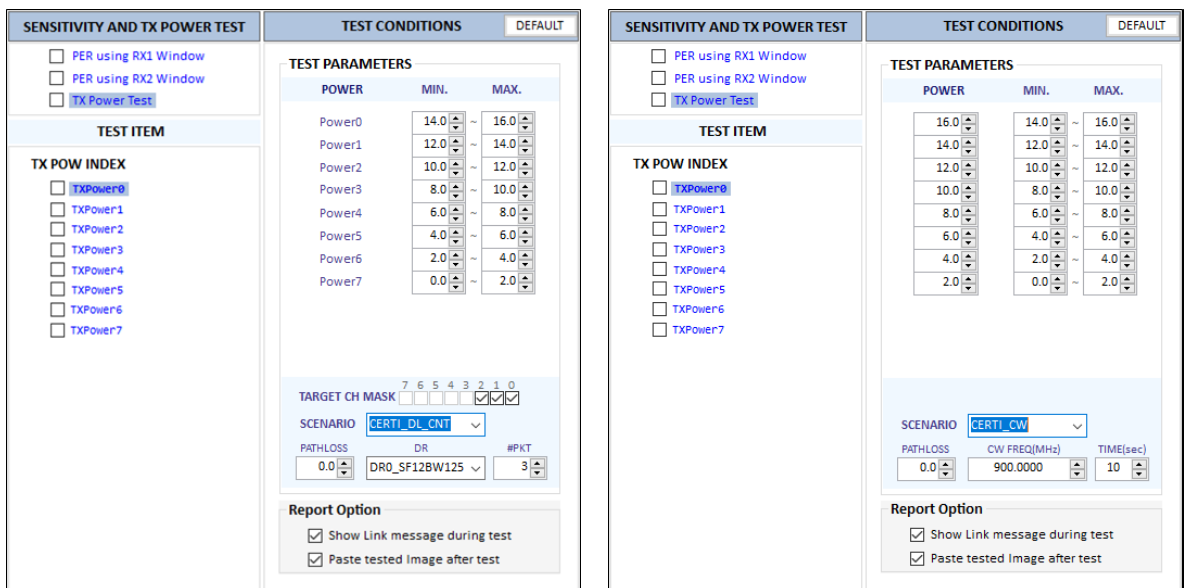 SENSITIVITY AND TX POWER TEST
PER using RX1 Window
PER using RX2 Window
TX Power Test
TEST ITEM
TX POW INDEX
TXPower0
TXPower1
TXPower2
TXPower3
TXPower4
TXPower5
TXPower6
TXPower7
TEST CONDITIONS DEFAULT
TEST PARAMETERS
POWER MIN. MAX.
Power0 14.0 ~ 16.0
Power1 12.0 ~ 14.0
Power2 10.0 ~ 12.0
Power3 8.0 ~ 10.0
Power4 6.0 ~ 8.0
Power5 4.0 ~ 6.0
Power6 2.0 ~ 4.0
Power7 0.0 ~ 2.0
7 6 5 4 3 2 1 0
TARGET CH MASK
SCENARIO CERTI_DL_CNT
PATHLOSS DR #PKT
0.0 DR0_SF12BW125 3
Report Option
Show Link message during test
Paste tested Image after test
SENSITIVITY AND TX POWER TEST
PER using RX1 Window
PER using RX2 Window
TX Power Test
TEST ITEM
TX POW INDEX
TXPower0
TXPower1
TXPower2
TXPower3
TXPower4
TXPower5
TXPower6
TXPower7
TEST CONDITIONS DEFAULT
TEST PARAMETERS
POWER MIN. MAX.
16.0 14.0 ~ 16.0
14.0 12.0 ~ 14.0
12.0 10.0 ~ 12.0
10.0 8.0 ~ 10.0
8.0 6.0 ~ 8.0
6.0 4.0 ~ 6.0
4.0 2.0 ~ 4.0
2.0 0.0 ~ 2.0
SCENARIO CERTI_CW
PATHLOSS CW FREQ(MHz) TIME(sec)
0.0 900.0000 10
Report Option
Show Link message during test
Paste tested Image after test